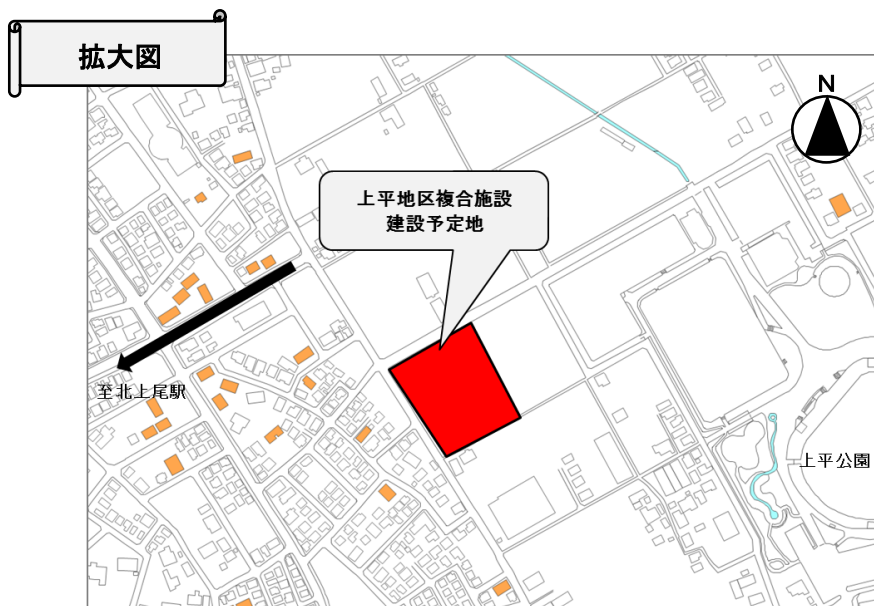 拡大図
N
上平地区複合施設
建設予定地
至北上尾駅
上平公園